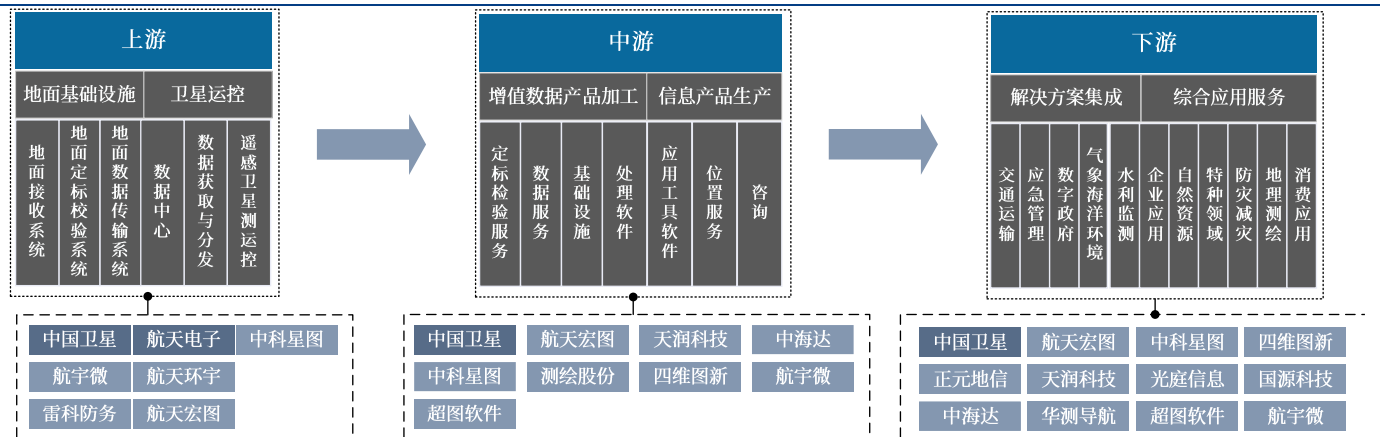 上游
地面基础设施
卫星运控
地面接收系统
地面定标校验系统
地面数据传输系统
数据中心
数据获取与分发
遥感卫星测运控
中国卫星
航天电子
中科星图
航宇微
航天环宇
雷科防务
航天宏图
中游
增值数据产品加工
信息产品生产
定标检验服务
数据服务
基础设施
处理软件
应用工具软件
位置服务
咨询
中国卫星
航天宏图
天润科技
中海达
中科星图
测绘股份
四维图新
航宇微
超图软件
下游
解决方案集成
综合应用服务
交通运输
应急管理
数字政府
气象海洋环境
水利监测
企业应用
自然资源
特种领域
防灾减灾
地理测绘
消费应用
中国卫星
航天宏图
中科星图
四维图新
正元地信
天润科技
光庭信息
国源科技
中海达
华测导航
超图软件
航宇微